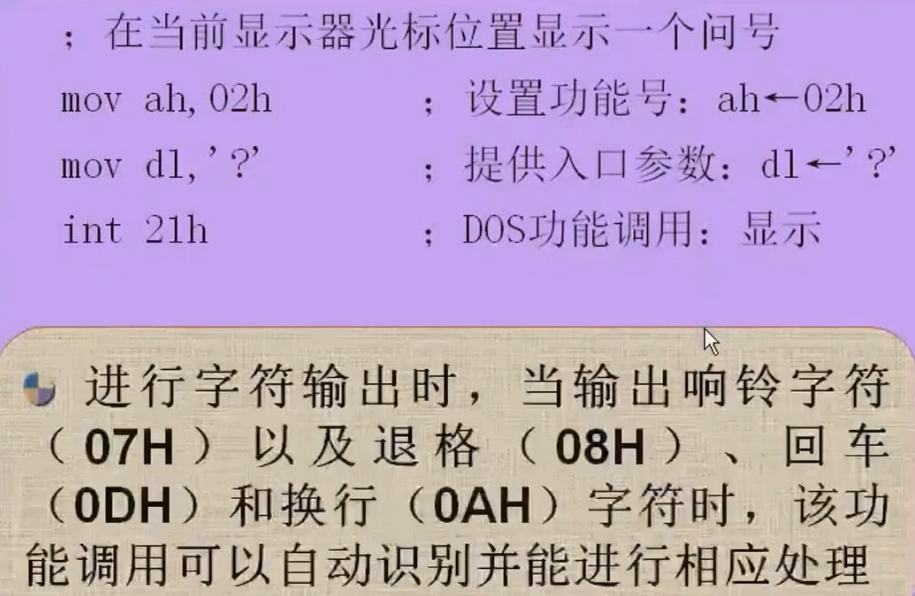 ；在当前显示器光标位置显示一个问号
mov ah,02h ；设置功能号：ah←02h
mov dl,’?’ ；提供入口参数：dl←’?’
int 21h ；DOS功能调用：显示
进行字符输出时，当输出响铃字符
（07H）以及退格（08H）、回车
（0DH）和换行（0AH）字符时，该功
能调用可以自动识别并能进行相应处理